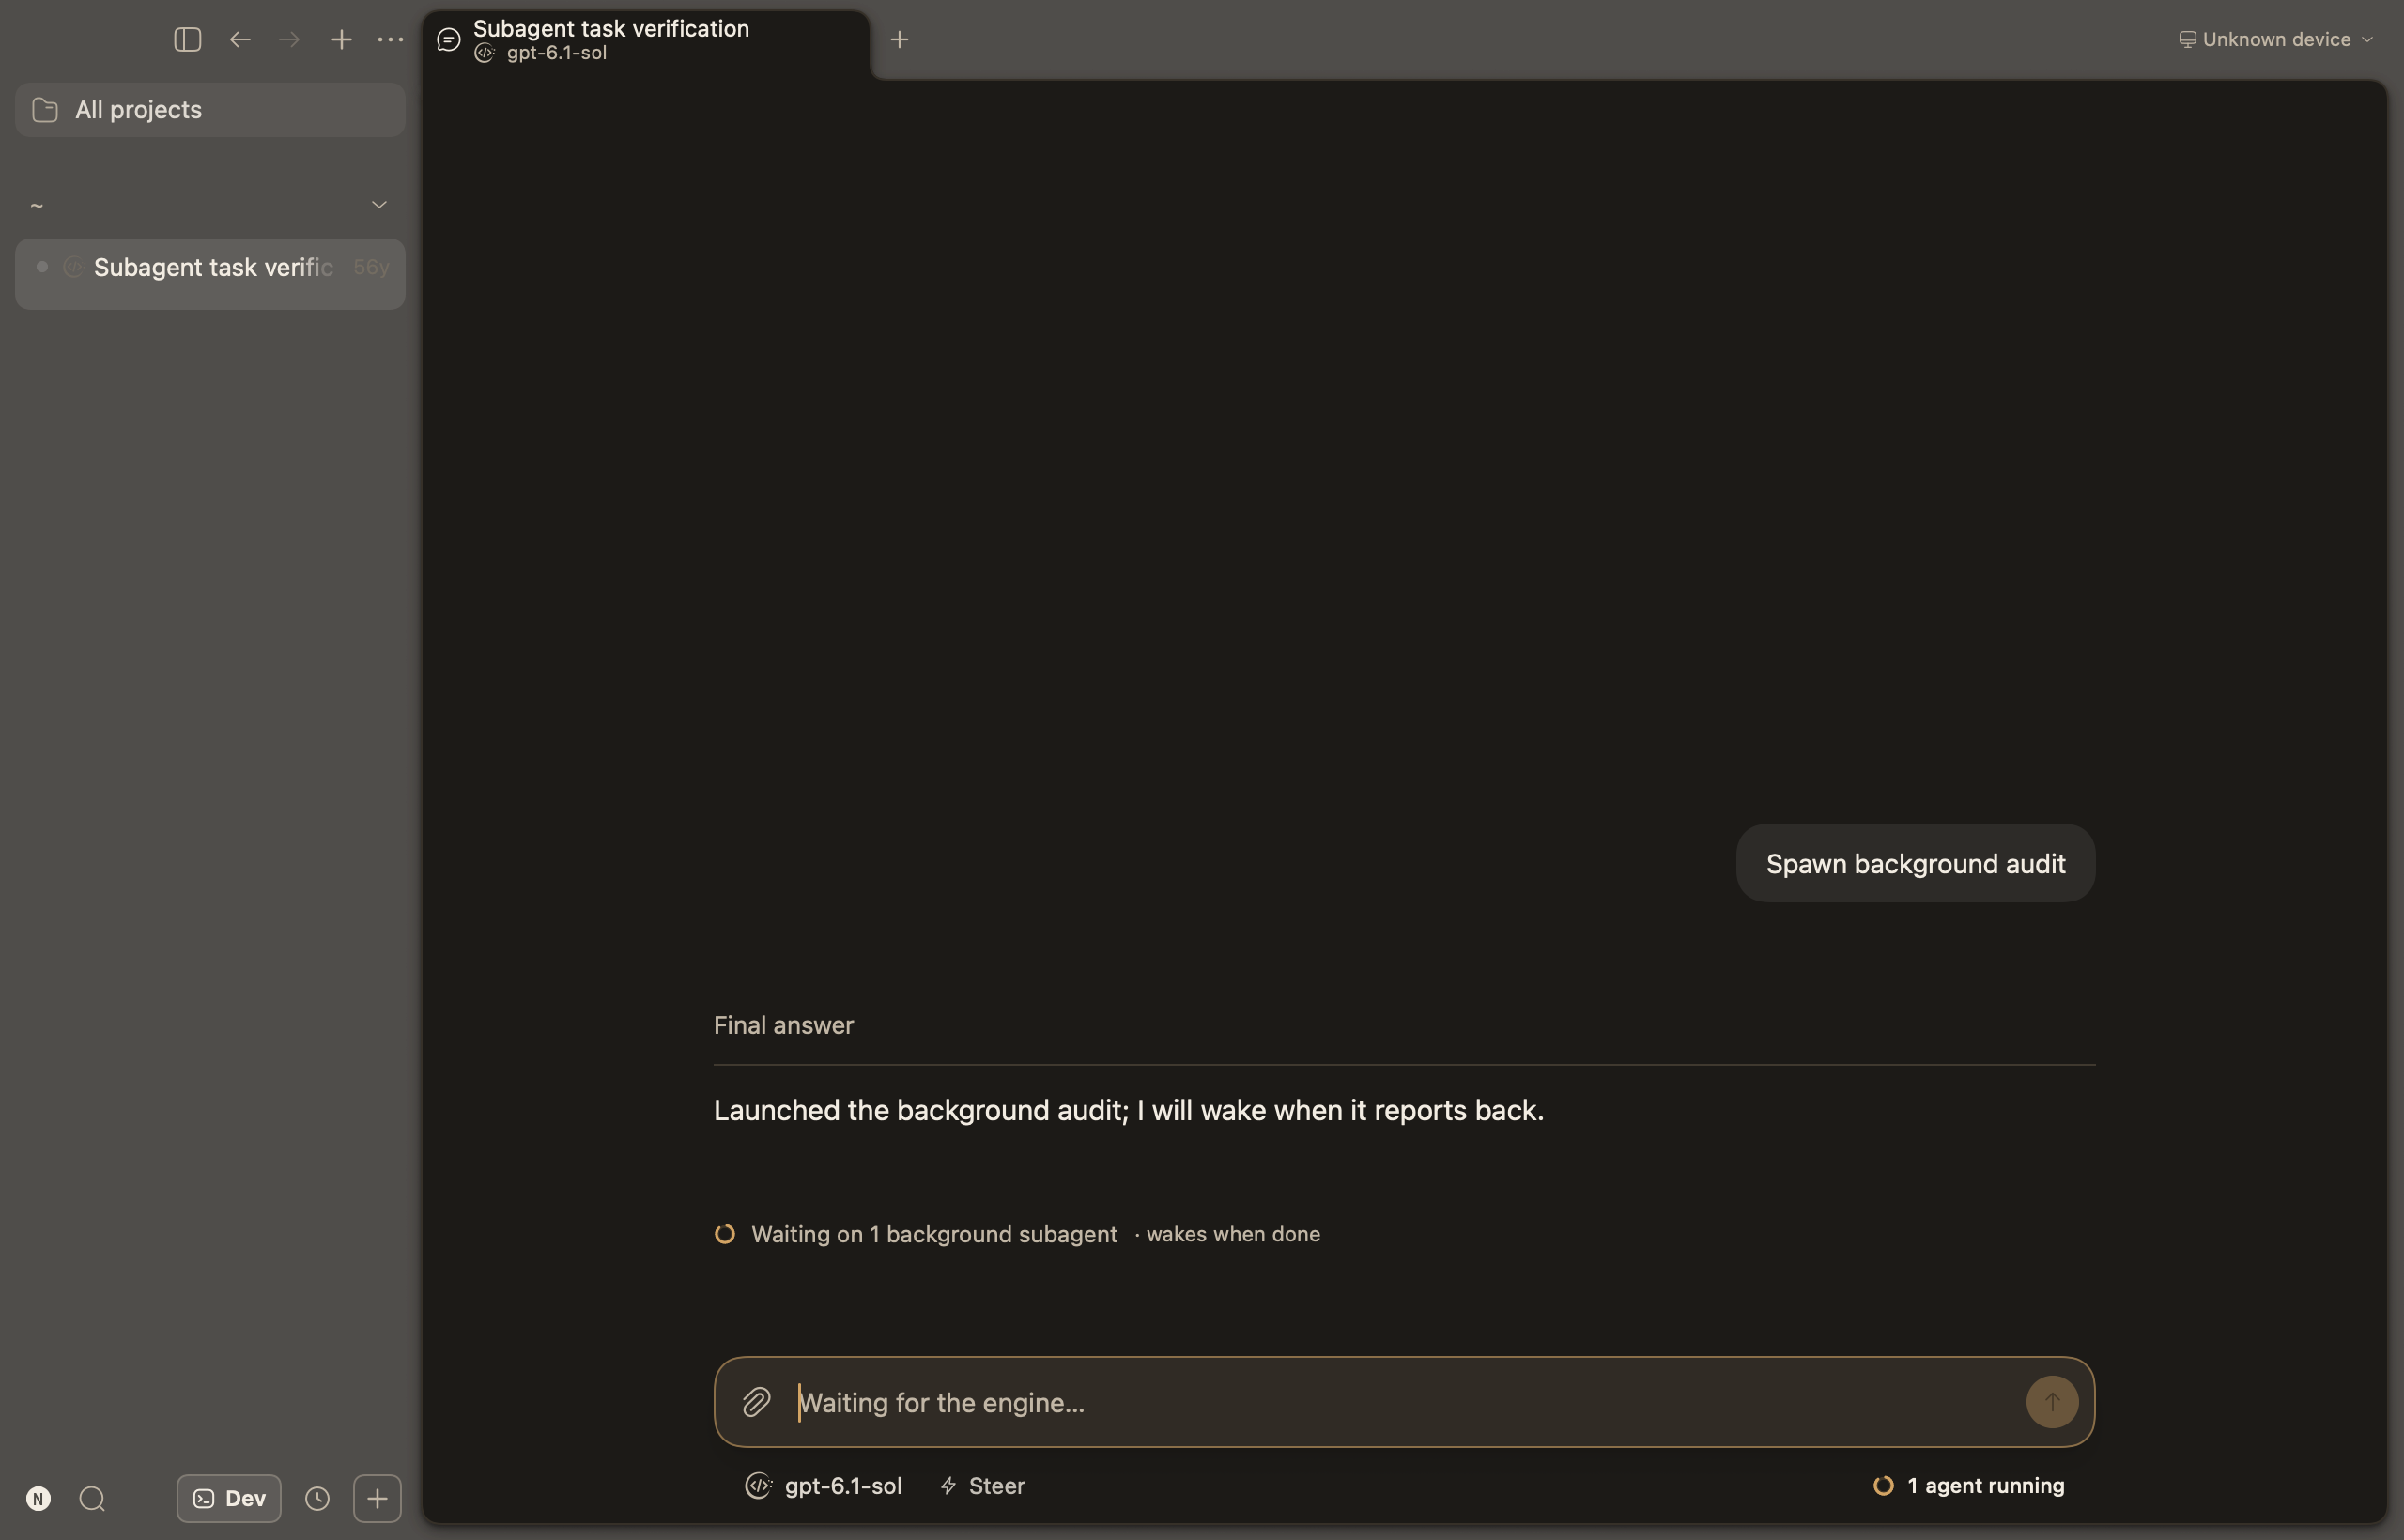 Subagent task verification
gpt-6.1-sol
Unknown device
All projects
~
Subagent task verific 56y
Spawn background audit
Final answer
Launched the background audit; I will wake when it reports back.
Waiting on 1 background subagent · wakes when done
Waiting for the engine...
gpt-6.1-sol Steer 1 agent running
N Dev